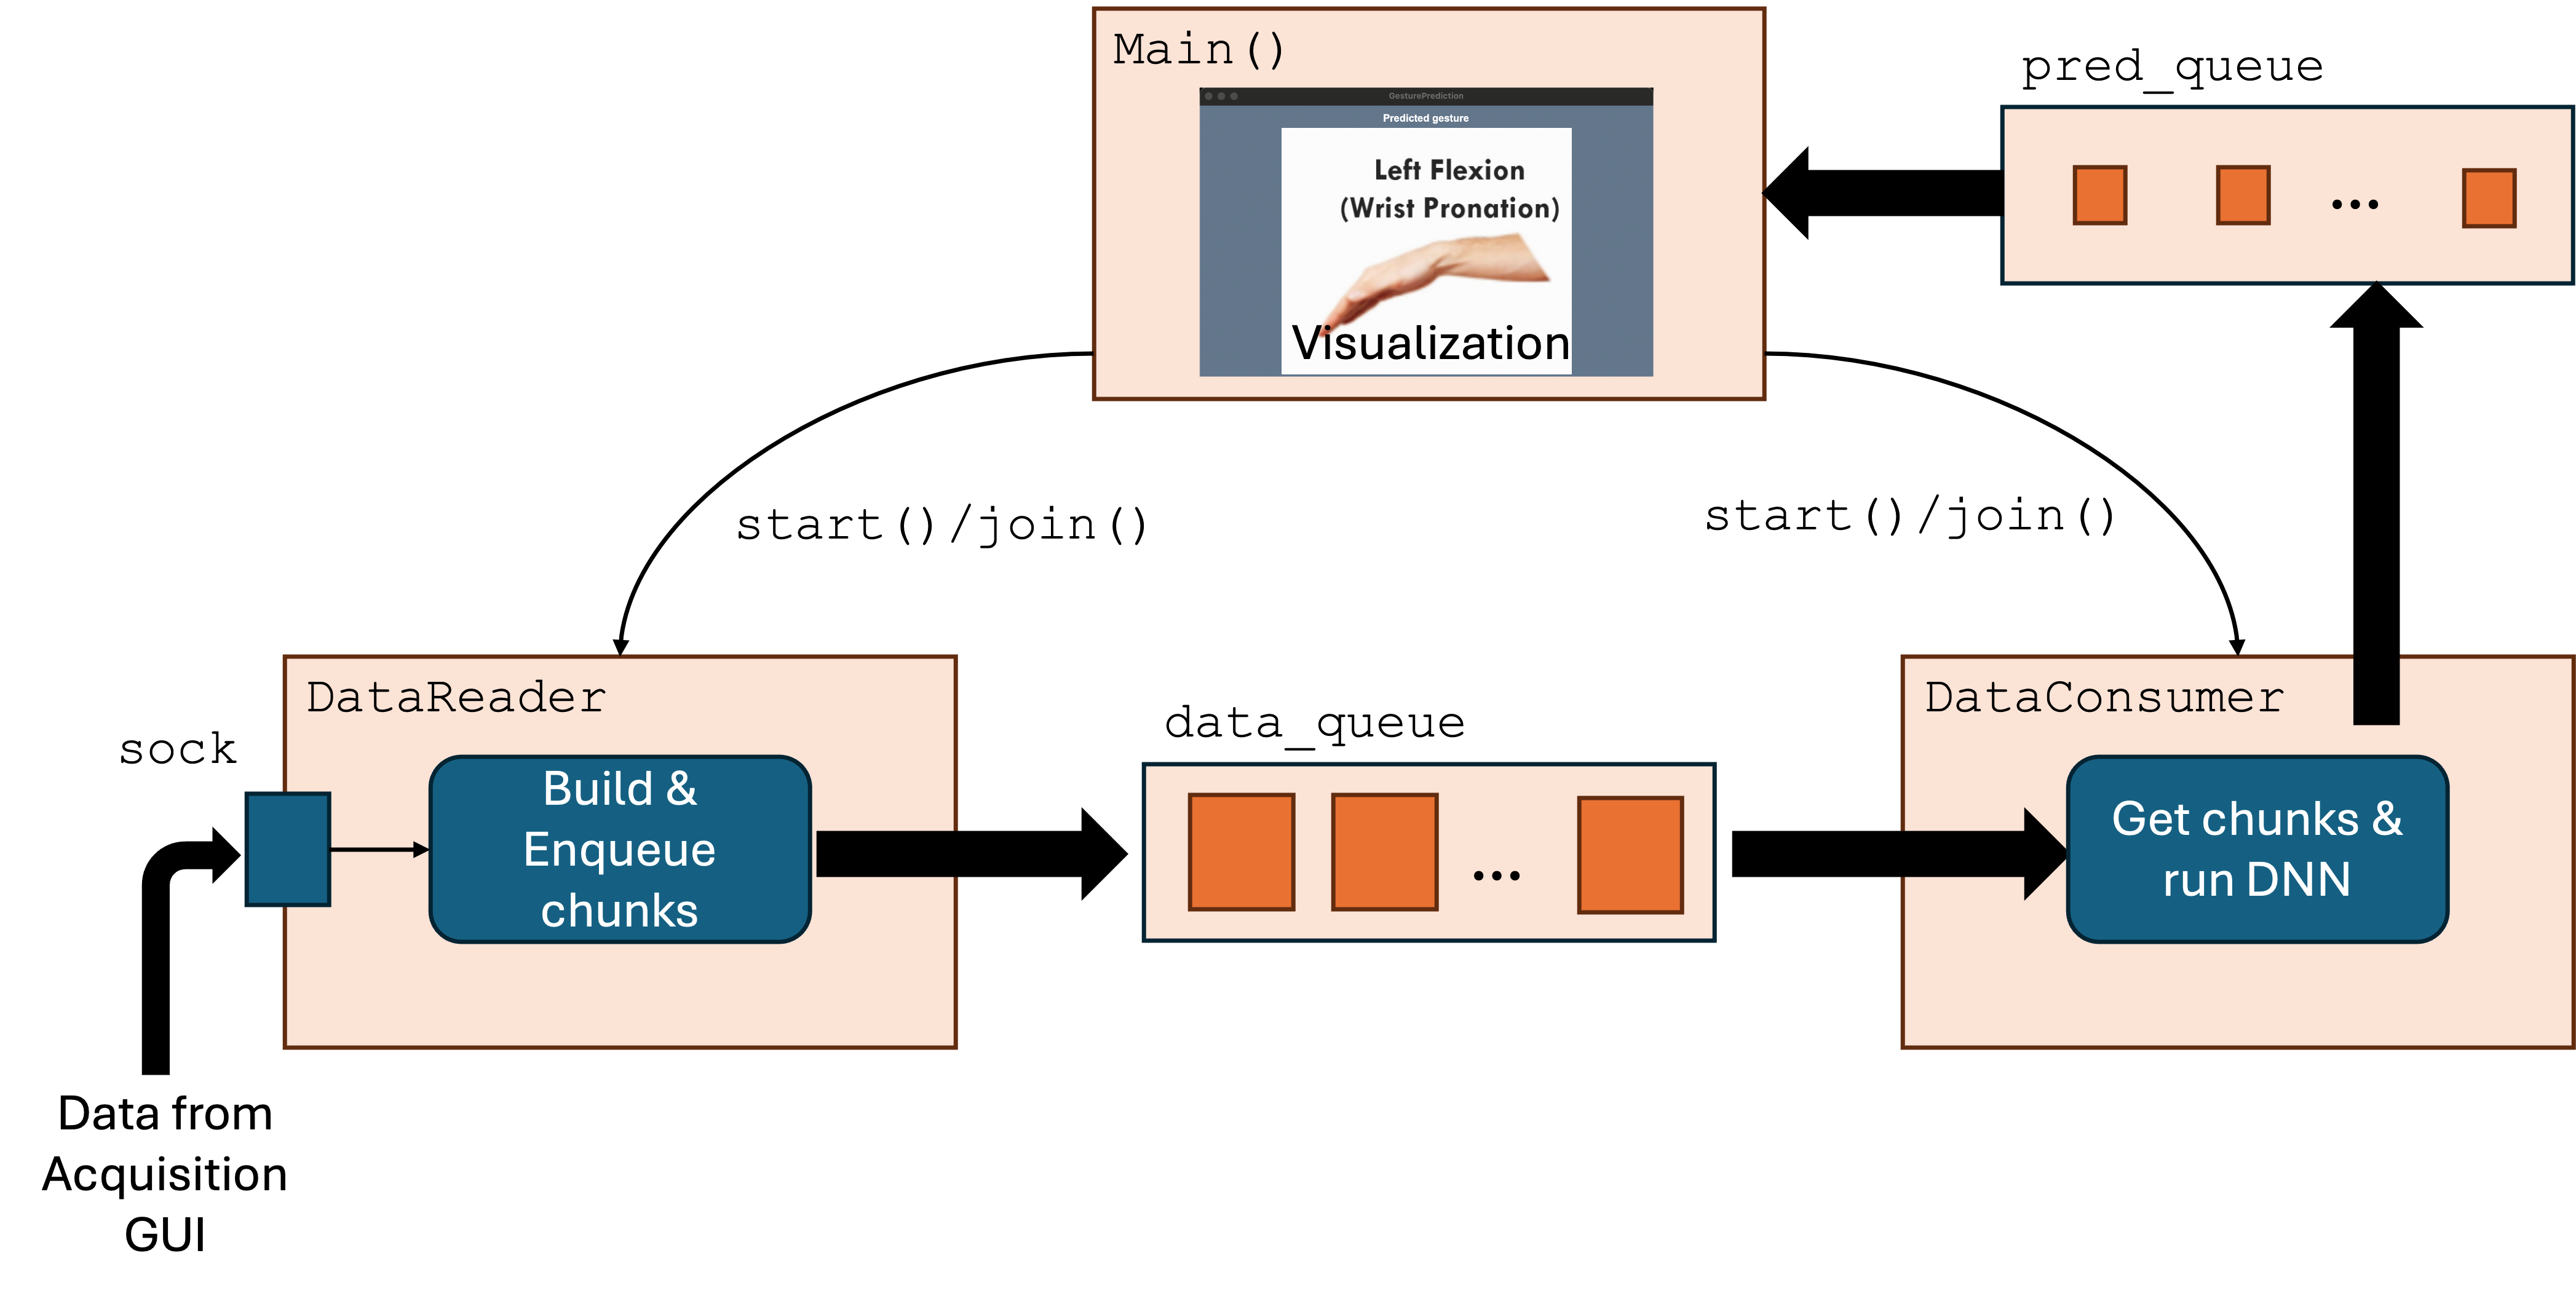 Main()
GesturePrediction
Predicted gesture
Left Flexion
(Wrist Pronation)
Visualization
pred_queue
...
start()/join()
start()/join()
DataReader
sock
Build &
Enqueue
chunks
data_queue
...
DataConsumer
Get chunks &
run DNN
Data from
Acquisition
GUI